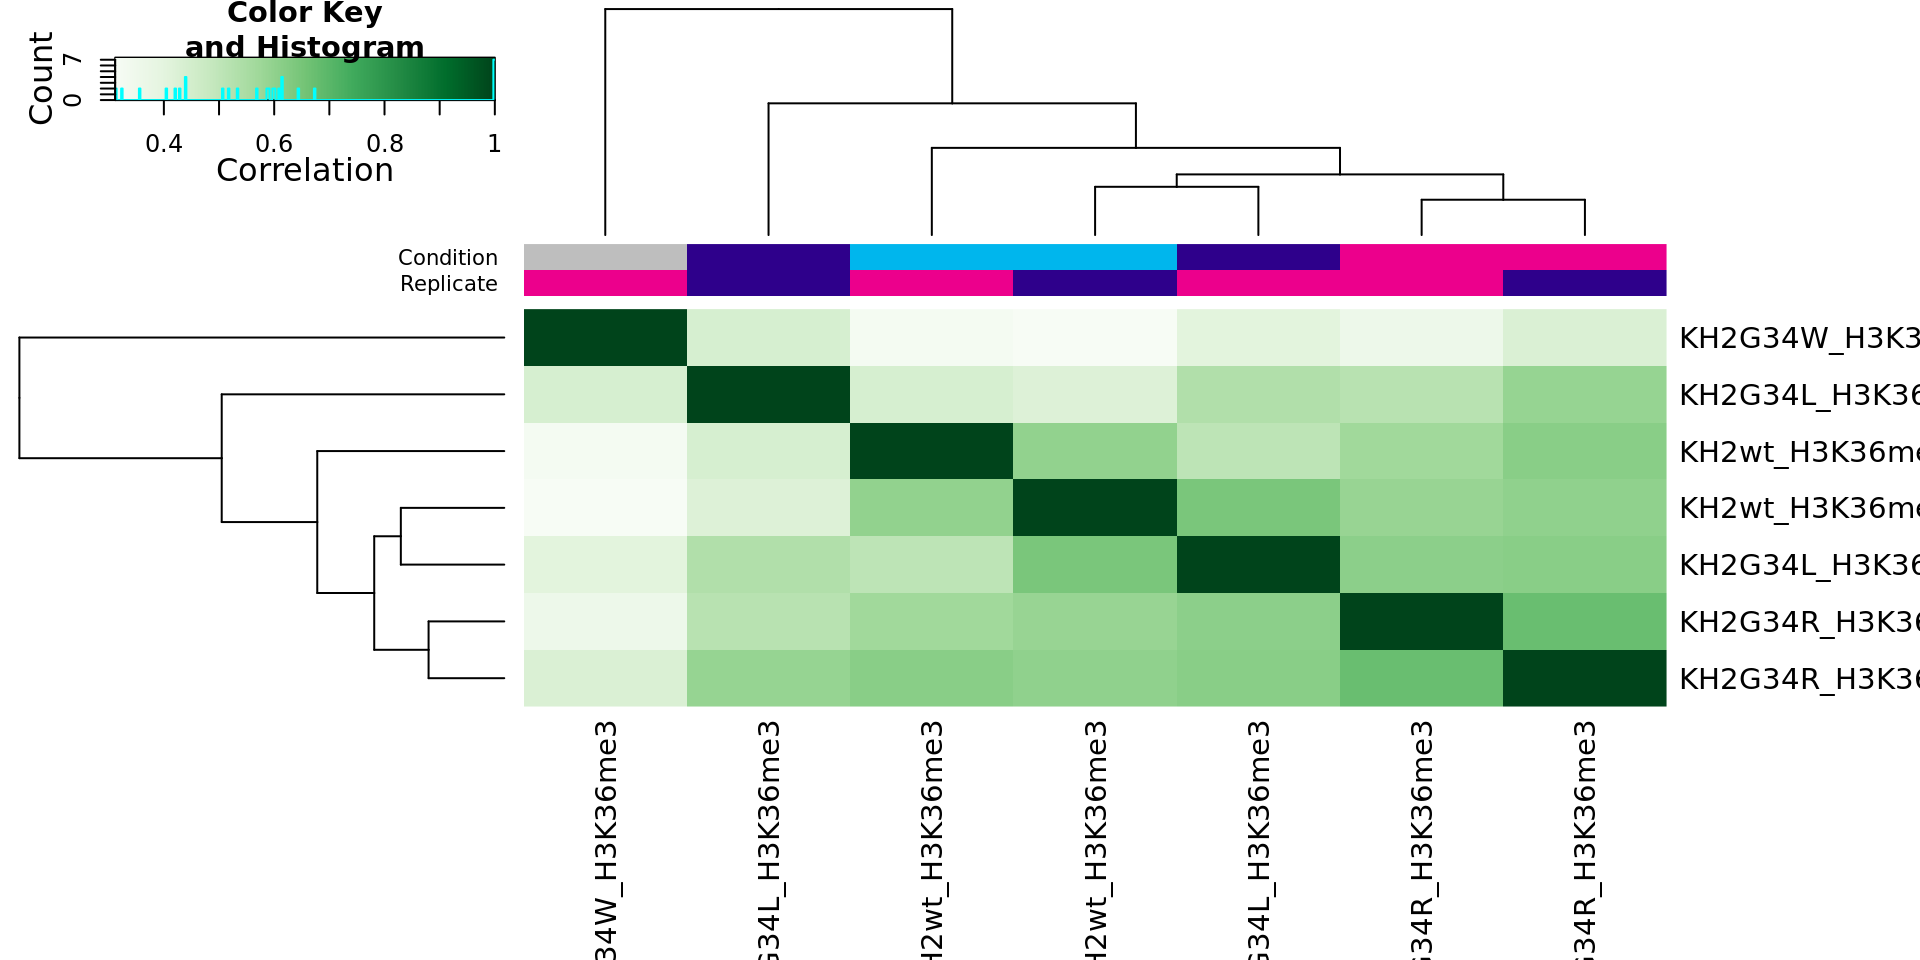 Color Key
and Histogram
Count
0 7
0.4 0.6 0.8 1
Correlation
Condition
Replicate
KH2G34W_H3K3
KH2G34L_H3K36
KH2wt_H3K36me
KH2wt_H3K36me
KH2G34L_H3K36
KH2G34R_H3K36
KH2G34R_H3K36
34W_H3K36me3
G34L_H3K36me3
H2wt_H3K36me3
H2wt_H3K36me3
G34L_H3K36me3
G34R_H3K36me3
G34R_H3K36me3